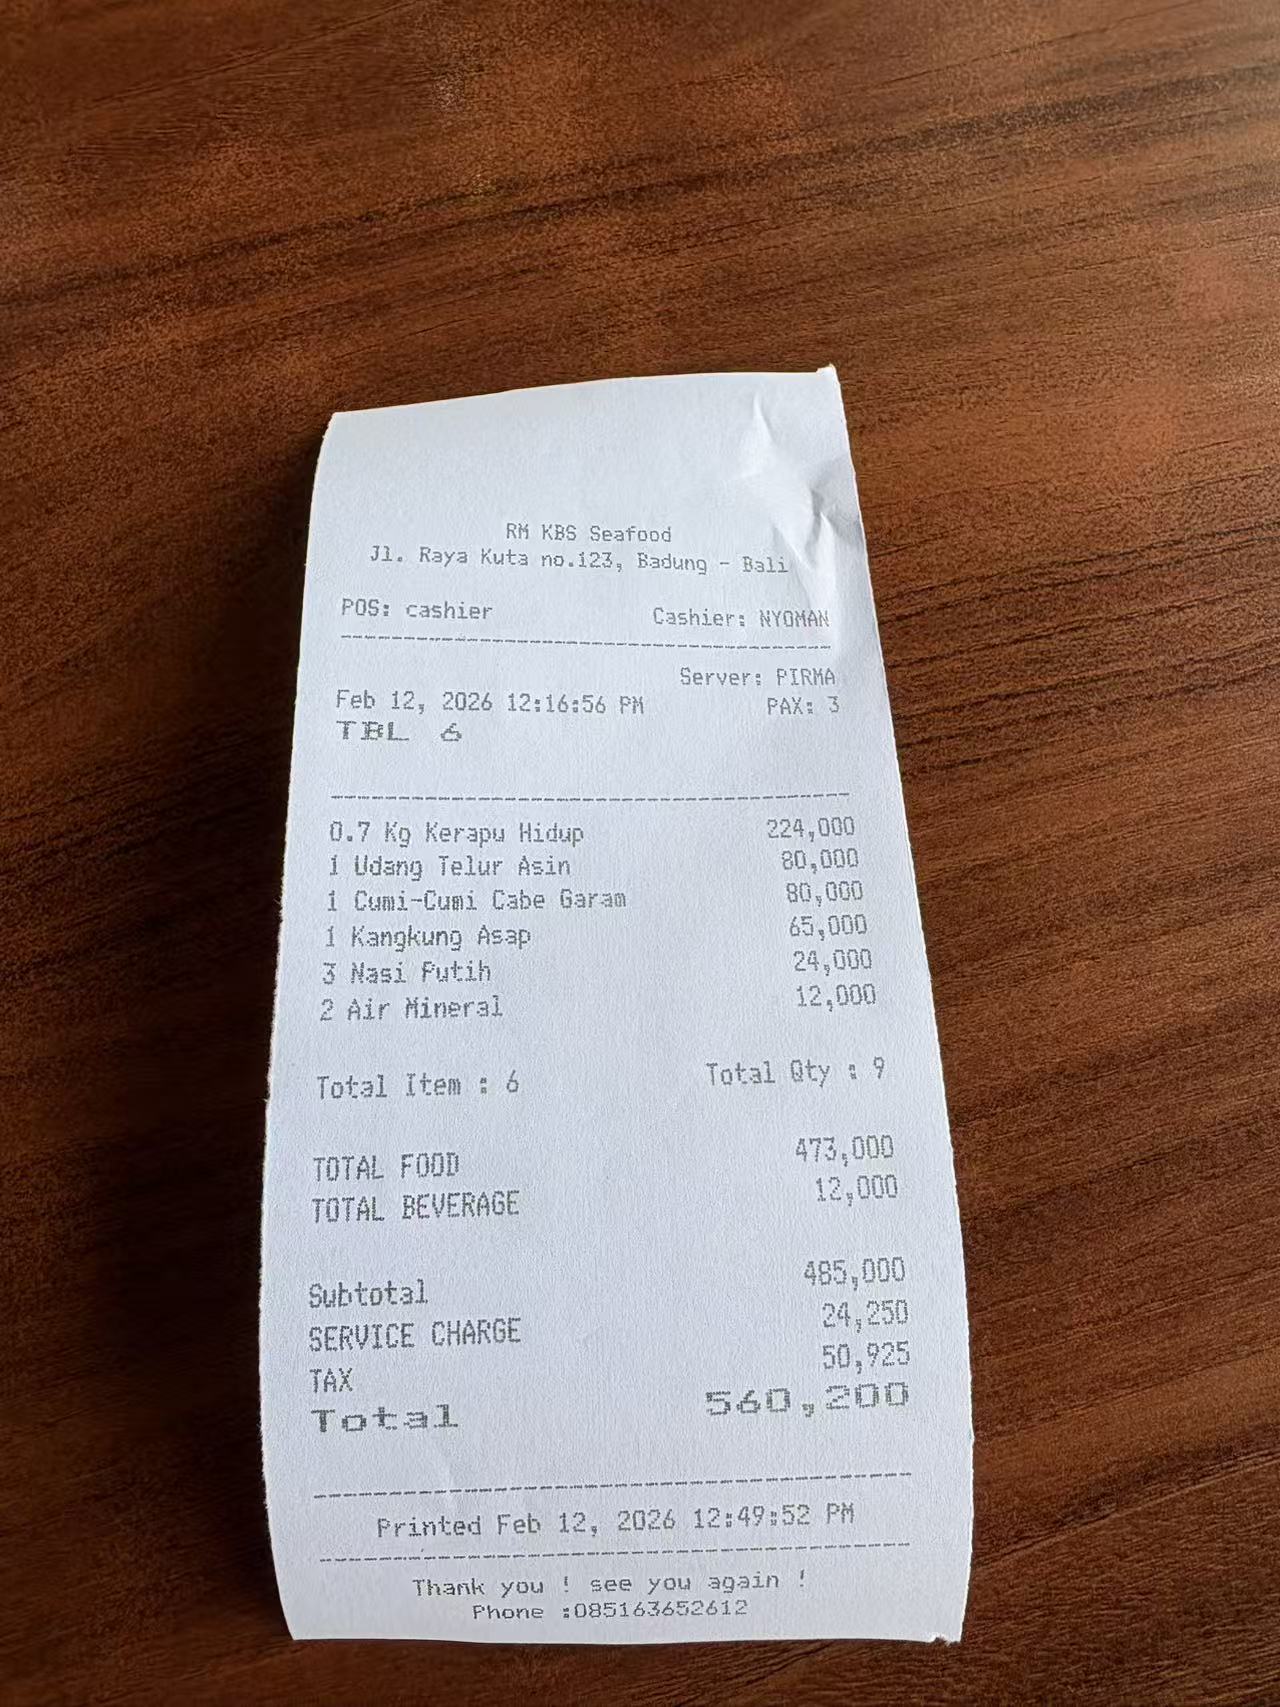 RM KBS Seafood
Jl. Raya Kuta no.123, Badung - Bali
POS: cashier Cashier: NYOMAN
Server: PIRMA
Feb 12, 2026 12:16:56 PM PAX: 3
TBL 6
0.7 Kg Kerapu Hidup 224,000
1 Udang Telur Asin 80,000
1 Cumi-Cumi Cabe Garam 80,000
1 Kangkung Asap 65,000
3 Nasi Putih 24,000
2 Air Mineral 12,000
Total Item : 6 Total Qty : 9
TOTAL FOOD 473,000
TOTAL BEVERAGE 12,000
Subtotal 485,000
SERVICE CHARGE 24,250
TAX 50,925
Total 560,200
Printed Feb 12, 2026 12:49:52 PM
Thank you ! see you again !
Phone :085163652612